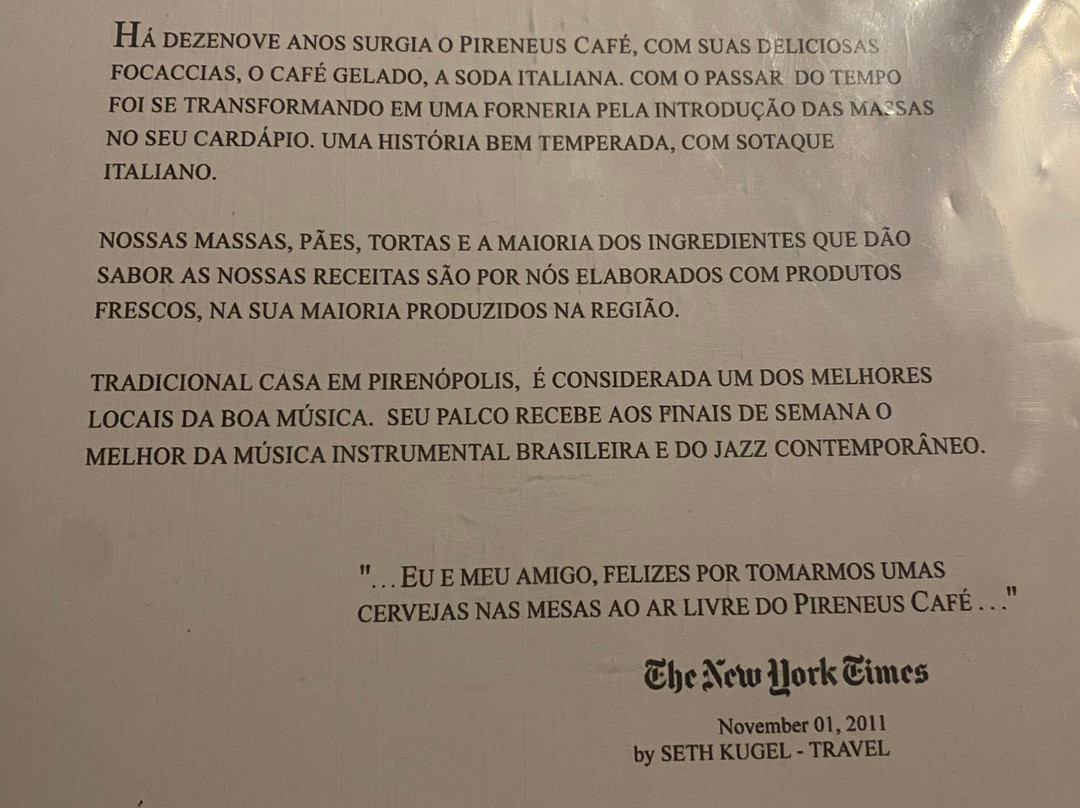 HÁ DEZENOVE ANOS SURGIA O PIRENEUS CAFÉ, COM SUAS DELICIOSAS
FOCACCIAS, O CAFÉ GELADO, A SODA ITALIANA. COM O PASSAR DO TEMPO
FOI SE TRANSFORMANDO EM UMA FORNERIA PELA INTRODUÇÃO DAS MASSAS
NO SEU CARDÁPIO. UMA HISTÓRIA BEM TEMPERADA, COM SOTAQUE
ITALIANO.
NOSSAS MASSAS, PÃES, TORTAS E A MAIORIA DOS INGREDIENTES QUE DÃO
SABOR AS NOSSAS RECEITAS SÃO POR NÓS ELABORADOS COM PRODUTOS
FRESCOS, NA SUA MAIORIA PRODUZIDOS NA REGIÃO.
TRADICIONAL CASA EM PIRENÓPOLIS, É CONSIDERADA UM DOS MELHORES
LOCAIS DA BOA MÚSICA. SEU PALCO RECEBE AOS FINAIS DE SEMANA O
MELHOR DA MÚSICA INSTRUMENTAL BRASILEIRA E DO JAZZ CONTEMPORÂNEO.
"...EU E MEU AMIGO, FELIZES POR TOMARMOS UMAS
CERVEJAS NAS MESAS AO AR LIVRE DO PIRENEUS CAFÉ..."
The New York Times
November 01, 2011
by SETH KUGEL - TRAVEL